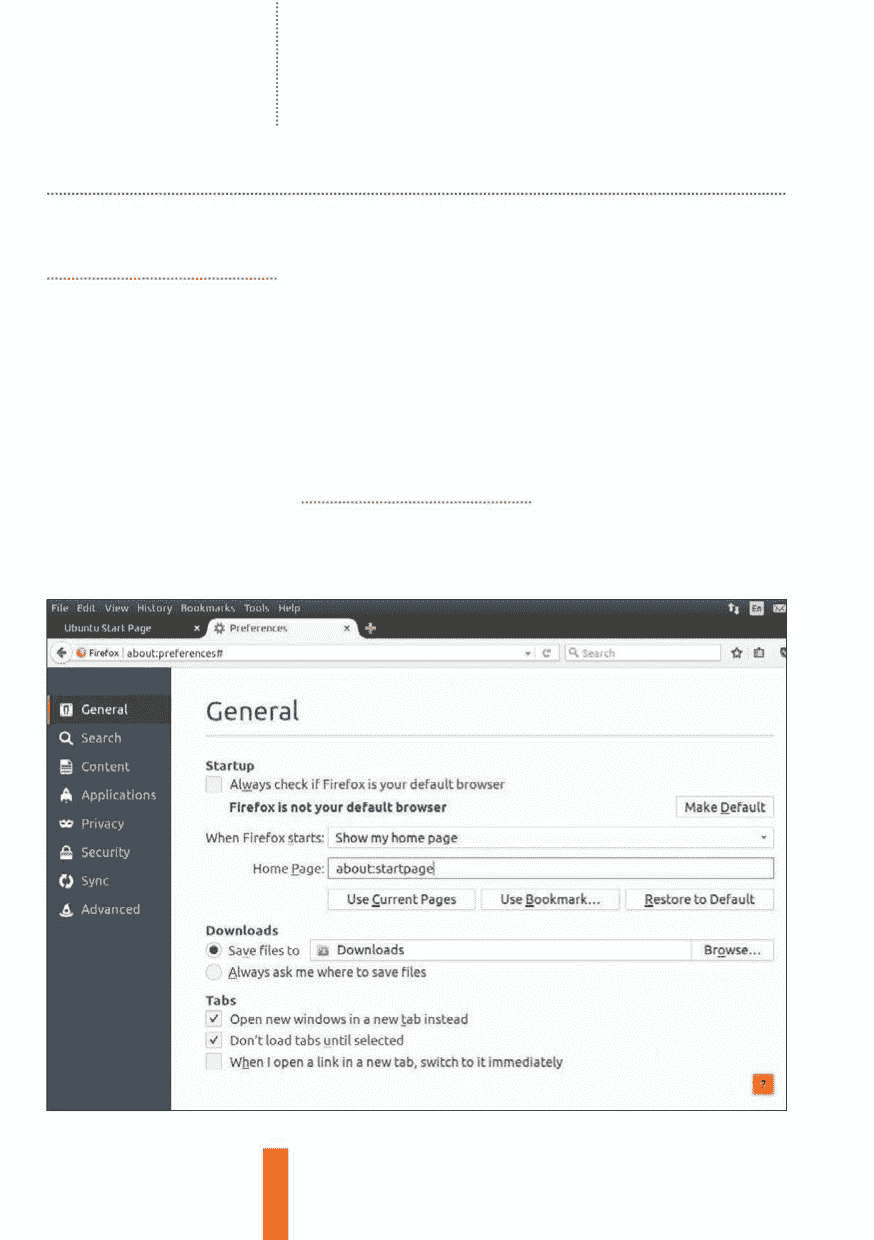 File Edit View History Bookmarks Tools Help En
Ubuntu Start Page × Preferences ×
Firefox about:preferences# Search
General
Search
Content
Applications
Privacy
Security
Sync
Advanced
General
Startup
Always check if Firefox is your default browser
Firefox is not your default browser Make Default
When Firefox starts: Show my home page
Home Page: about:startpage
Use Current Pages Use Bookmark... Restore to Default
Downloads
Save files to Downloads Browse...
Always ask me where to save files
Tabs
Open new windows in a new tab instead
Don't load tabs until selected
When I open a link in a new tab, switch to it immediately
?